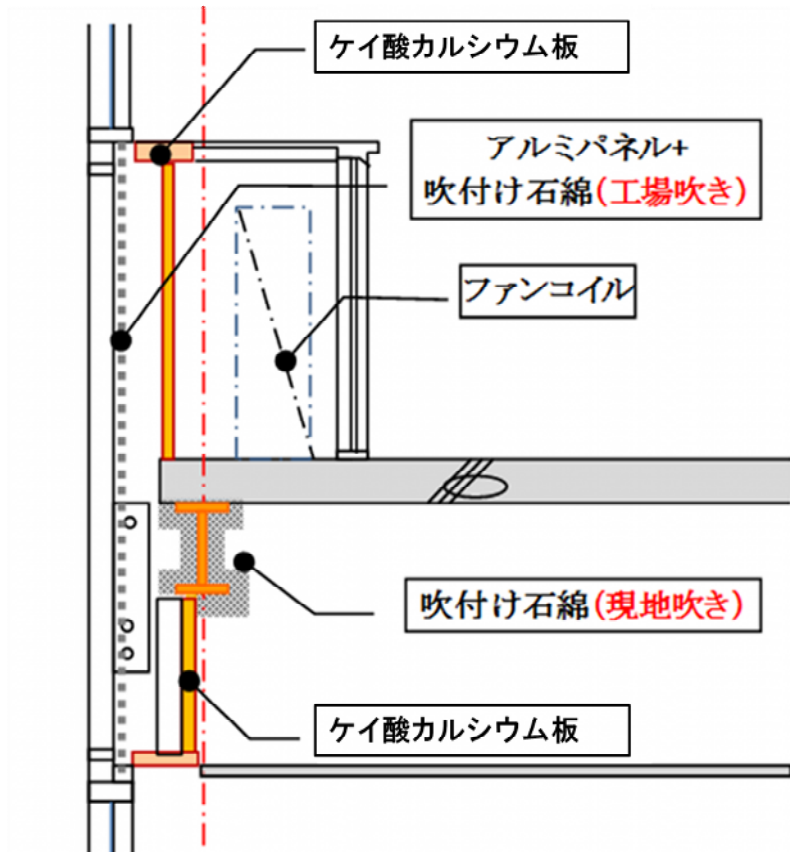 ケイ酸カルシウム板
アルミパネル+
吹付け石綿(工場吹き)
ファンコイル
吹付け石綿(現地吹き)
ケイ酸カルシウム板